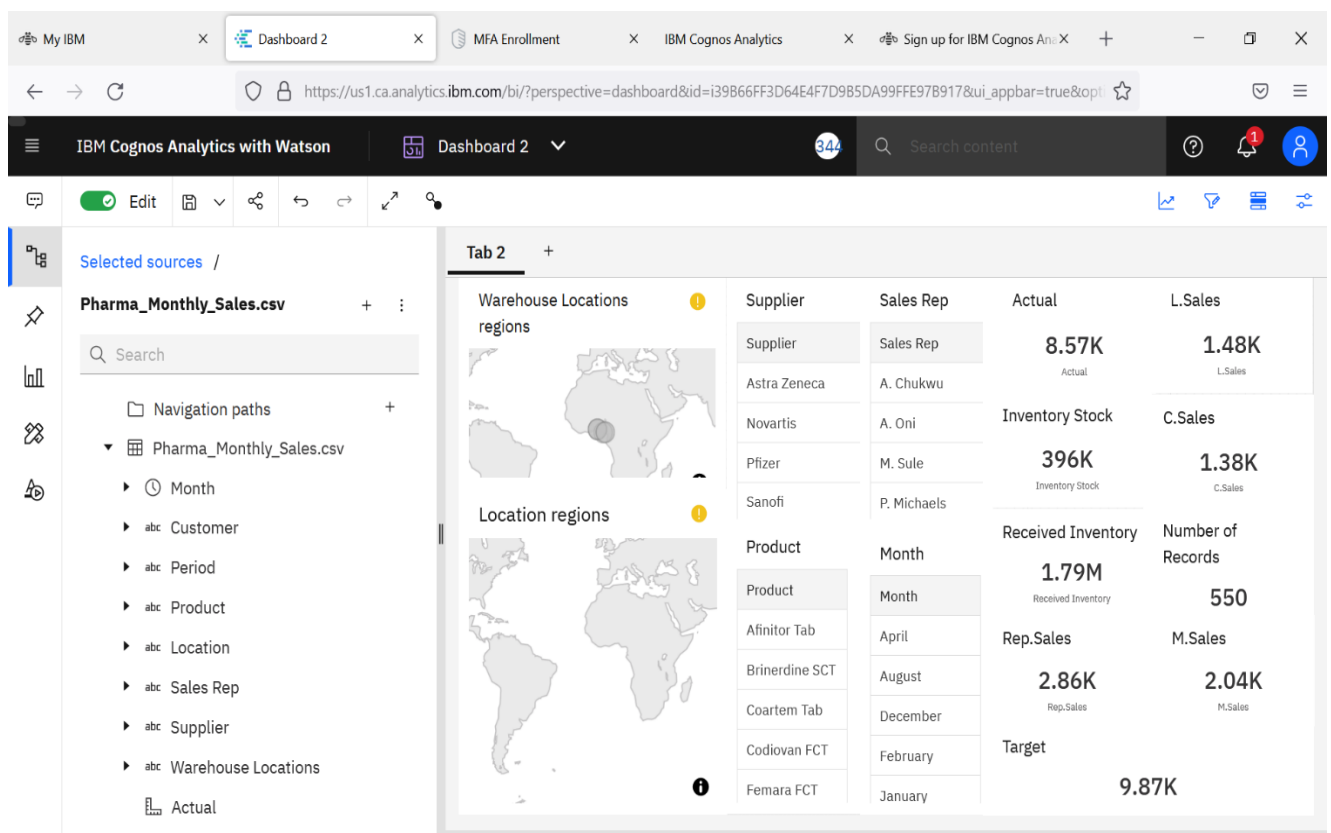 My IBM
Dashboard 2
MFA Enrollment
IBM Cognos Analytics
Sign up for IBM Cognos Ana
https://us1.ca.analytics.ibm.com/bi/?perspective=dashboard&id=i39B66FF3D64E4F7D9B5DA99FFE97B917&ui_appbar=true&opti
IBM Cognos Analytics with Watson
Dashboard 2
344
Search content
1
Edit
Selected sources /
Pharma_Monthly_Sales.csv
Search
Navigation paths
Pharma_Monthly_Sales.csv
Month
abc Customer
abc Period
abc Product
abc Location
abc Sales Rep
abc Supplier
abc Warehouse Locations
Actual
Tab 2
Warehouse Locations
regions
Location regions
Supplier
Supplier
Astra Zeneca
Novartis
Pfizer
Sanofi
Product
Product
Afinitor Tab
Brinerdine SCT
Coartem Tab
Codiovan FCT
Femara FCT
Sales Rep
Sales Rep
A. Chukwu
A. Oni
M. Sule
P. Michaels
Month
Month
April
August
December
February
January
Actual
8.57K
Actual
Inventory Stock
396K
Inventory Stock
Received Inventory
1.79M
Received Inventory
Rep.Sales
2.86K
Rep.Sales
Target
9.87K
L.Sales
1.48K
L.Sales
C.Sales
1.38K
C.Sales
Number of
Records
550
M.Sales
2.04K
M.Sales